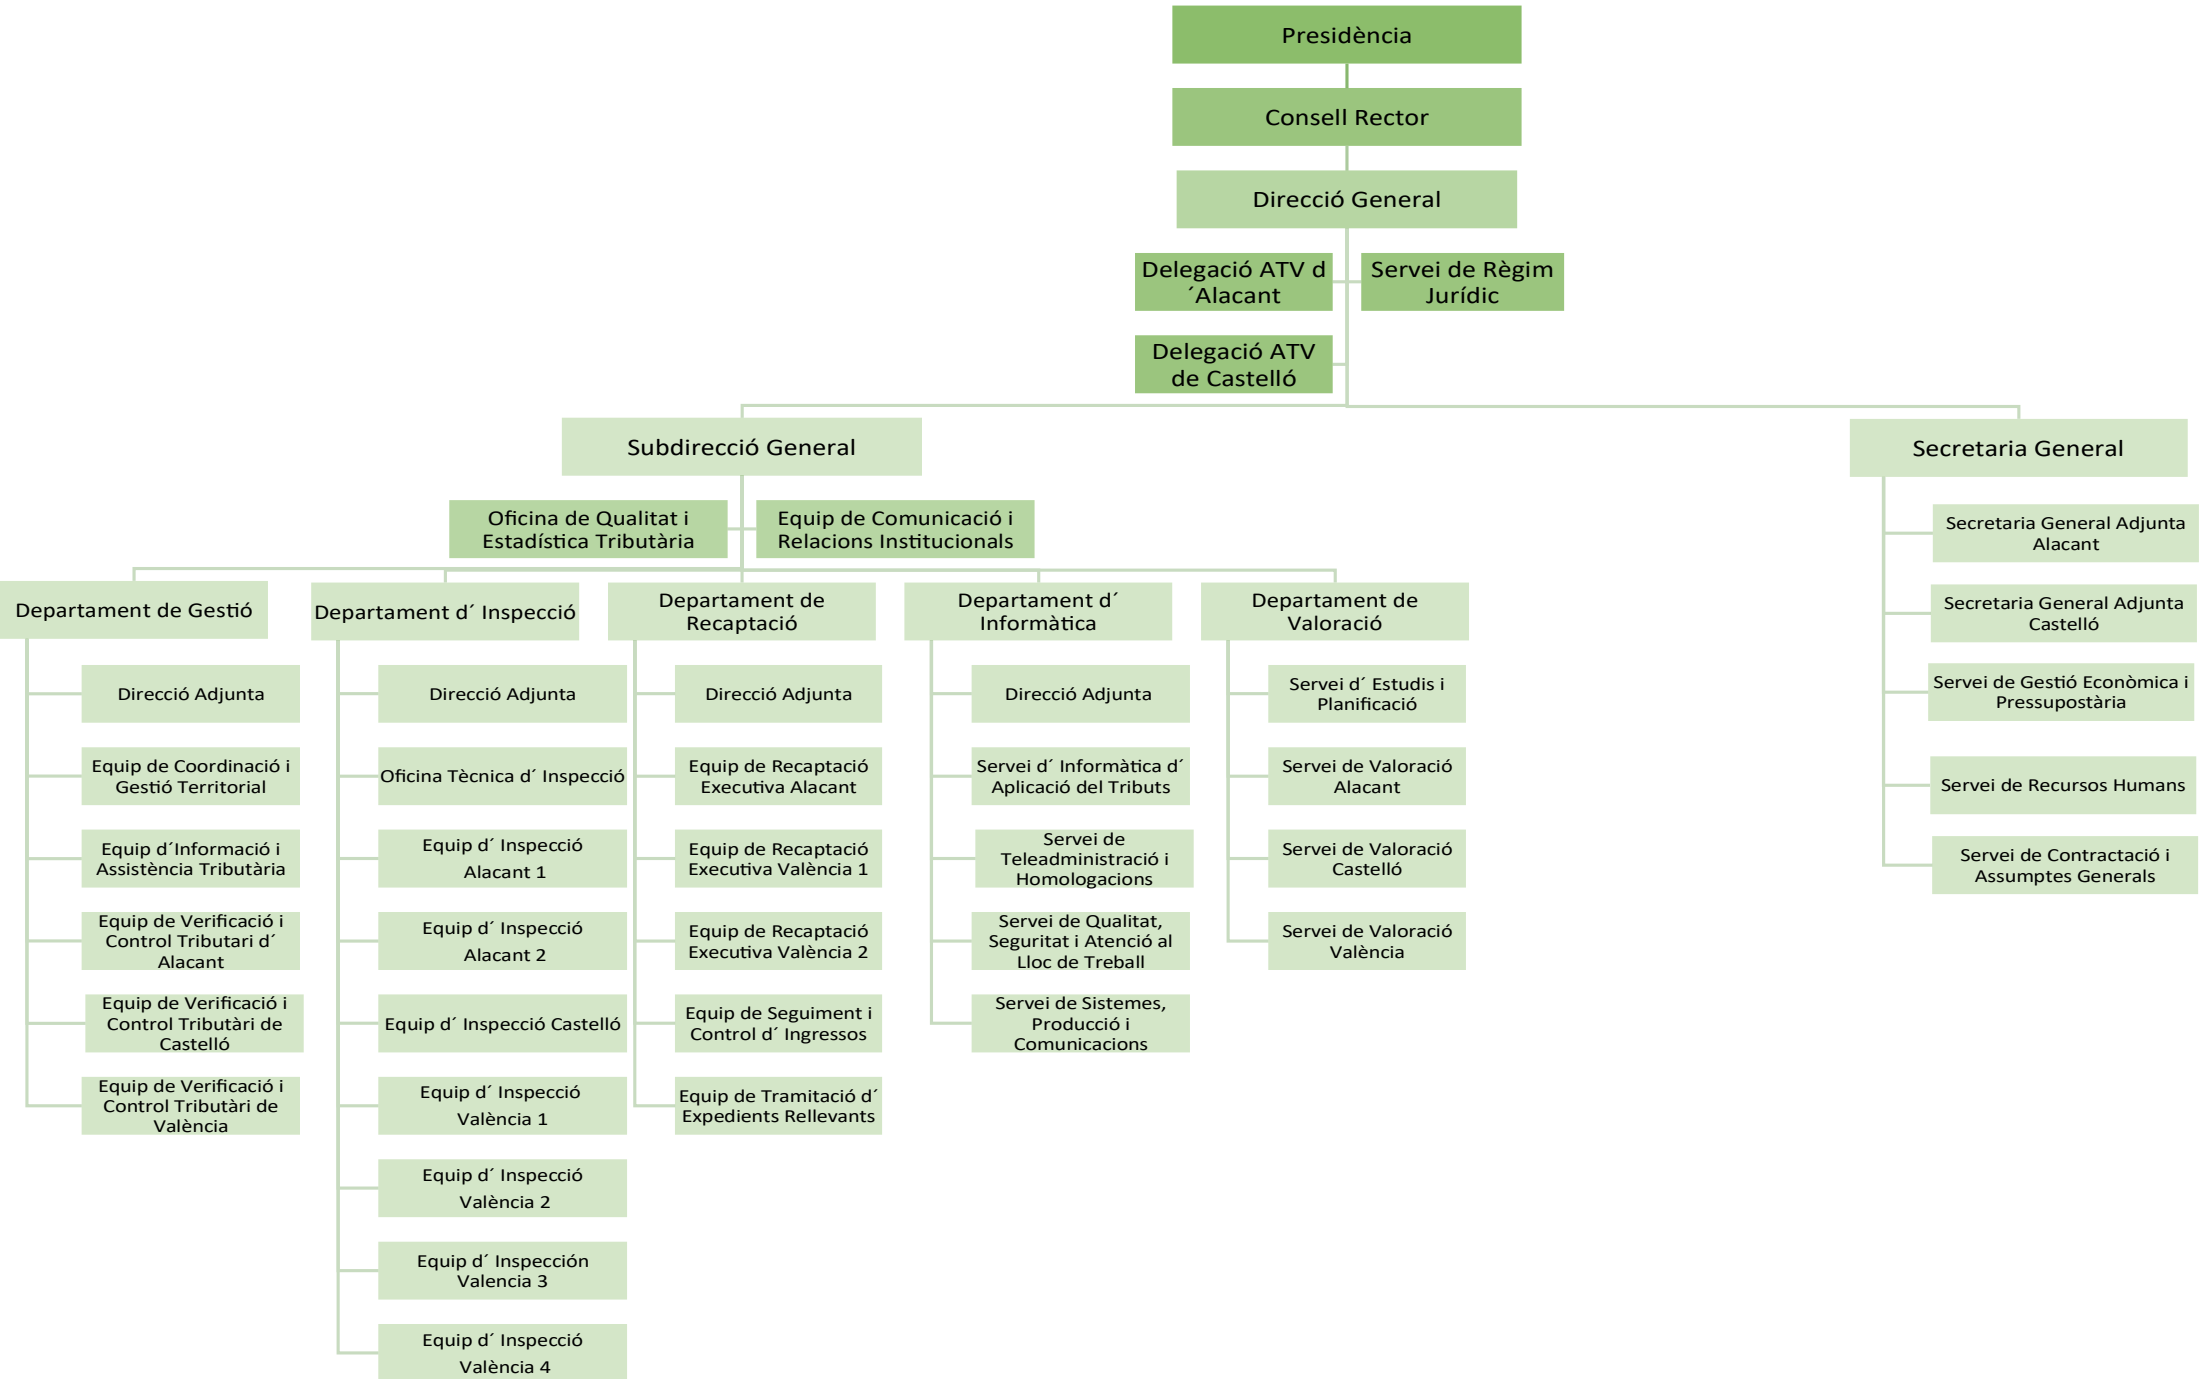 Presidència
Consell Rector
Direcció General
Delegació ATV d
´Alacant
Servei de Règim
Jurídic
Delegació ATV
de Castelló
Subdirecció General
Secretaria General
Oficina de Qualitat i
Estadística Tributària
Equip de Comunicació i
Relacions Institucionals
Departament de Gestió
Direcció Adjunta
Equip de Coordinació i
Gestió Territorial
Equip d´Informació i
Assistència Tributària
Equip de Verificació i
Control Tributari d´
Alacant
Equip de Verificació i
Control Tributàri de
Castelló
Equip de Verificació i
Control Tributàri de
València
Departament d´ Inspecció
Direcció Adjunta
Oficina Tècnica d´ Inspecció
Equip d´ Inspecció
Alacant 1
Equip d´ Inspecció
Alacant 2
Equip d´ Inspecció Castelló
Equip d´ Inspecció
València 1
Equip d´ Inspecció
València 2
Equip d´ Inspección
Valencia 3
Equip d´ Inspecció
València 4
Departament de
Recaptació
Direcció Adjunta
Equip de Recaptació
Executiva Alacant
Equip de Recaptació
Executiva València 1
Equip de Recaptació
Executiva València 2
Equip de Seguiment i
Control d´ Ingressos
Equip de Tramitació d´
Expedients Rellevants
Departament d´
Informàtica
Direcció Adjunta
Servei d´ Informàtica d´
Aplicació del Tributs
Servei de
Teleadministració i
Homologacions
Servei de Qualitat,
Seguritat i Atenció al
Lloc de Treball
Servei de Sistemes,
Producció i
Comunicacions
Departament de
Valoració
Servei d´ Estudis i
Planificació
Servei de Valoració
Alacant
Servei de Valoració
Castelló
Servei de Valoració
València
Secretaria General Adjunta
Alacant
Secretaria General Adjunta
Castelló
Servei de Gestió Econòmica i
Pressupostària
Servei de Recursos Humans
Servei de Contractació i
Assumptes Generals